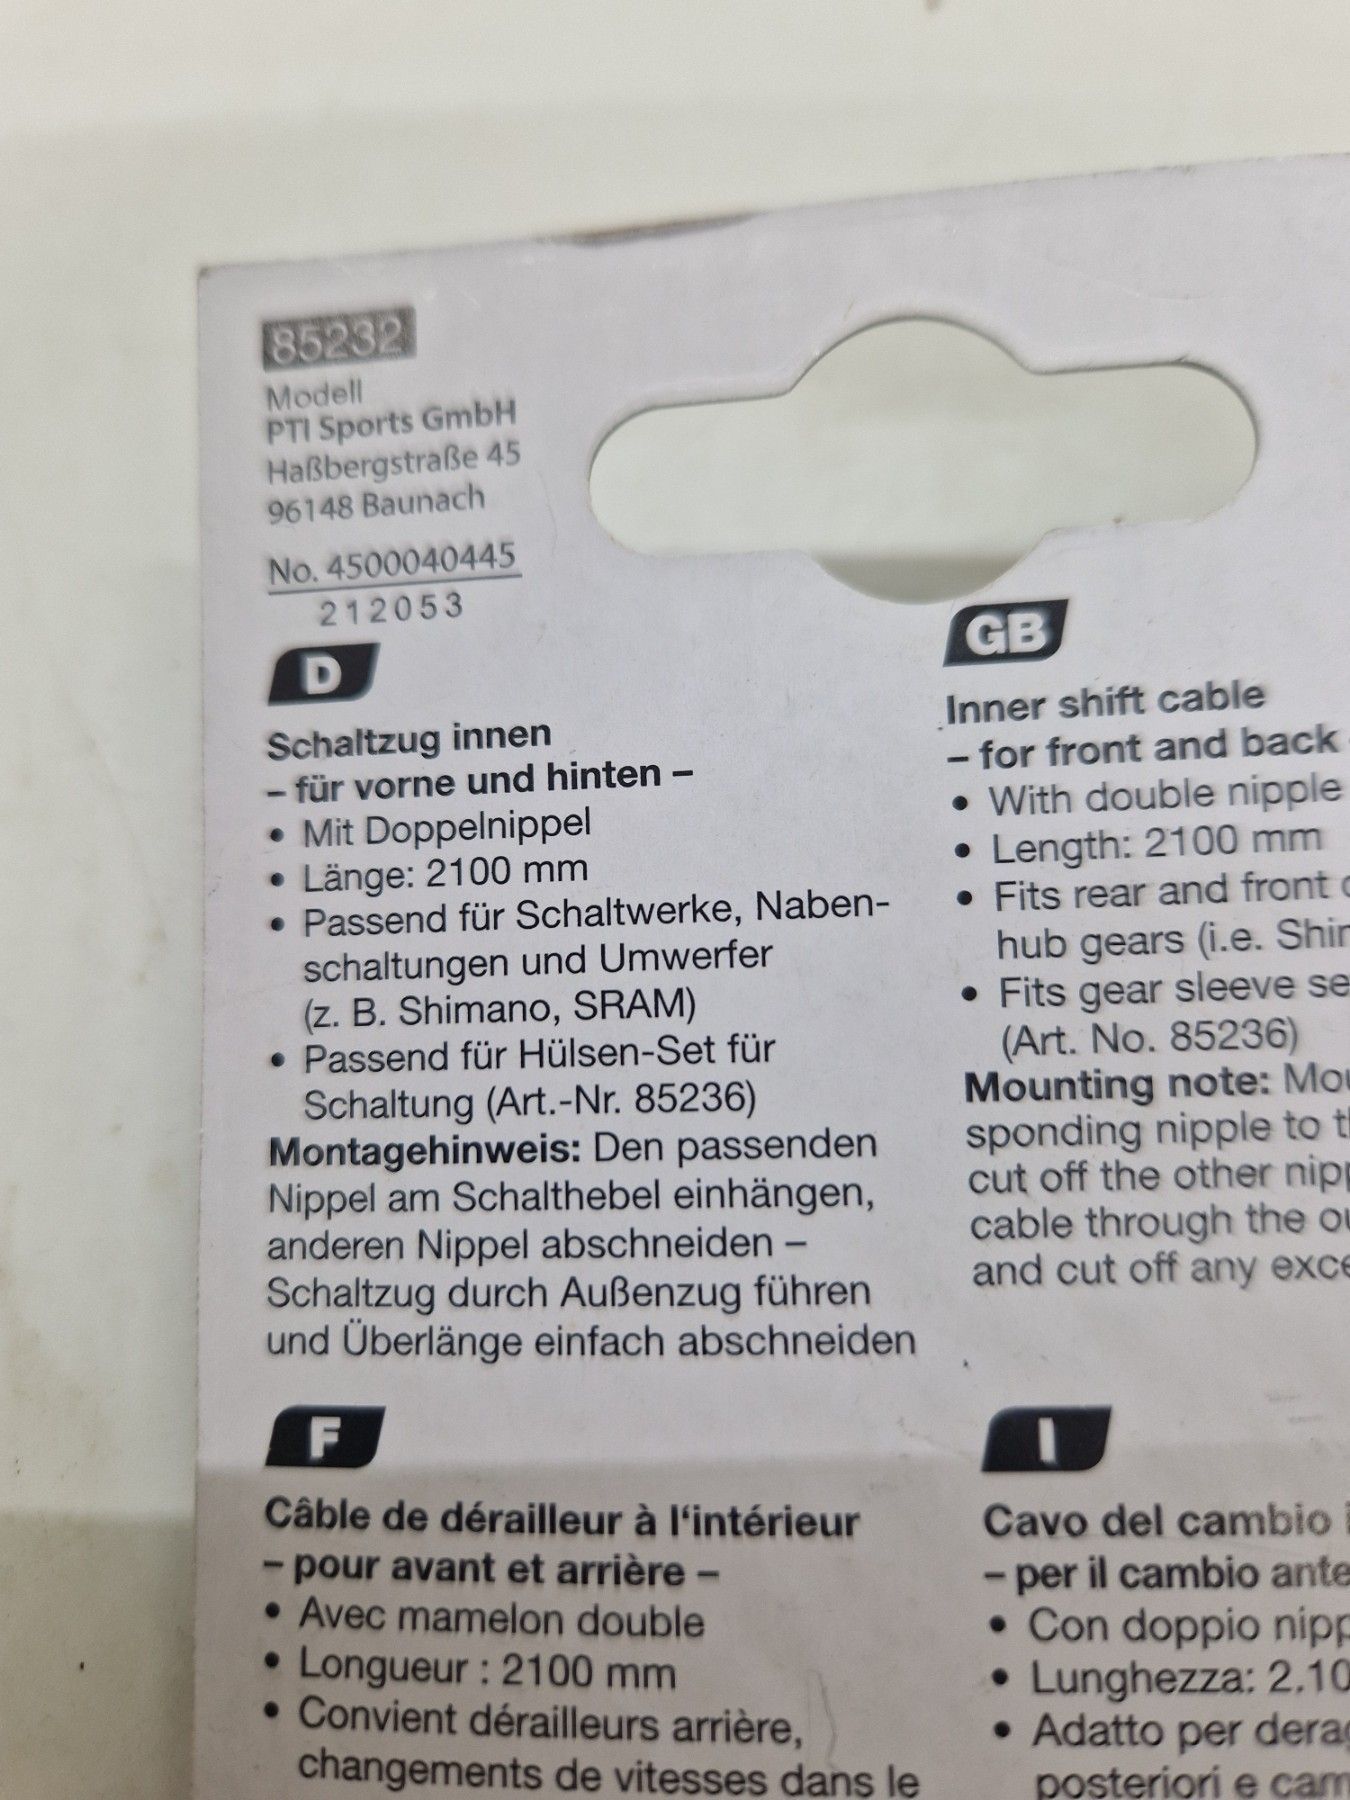 85232
Modell
PTI Sports GmbH
Haßbergstraße 45
96148 Baunach
No. 4500040445
212053
D
Schaltzug innen
– für vorne und hinten –
• Mit Doppelnippel
• Länge: 2100 mm
• Passend für Schaltwerke, Naben-
schaltungen und Umwerfer
(z. B. Shimano, SRAM)
• Passend für Hülsen-Set für
Schaltung (Art.-Nr. 85236)
Montagehinweis: Den passenden
Nippel am Schalthebel einhängen,
anderen Nippel abschneiden –
Schaltzug durch Außenzug führen
und Überlänge einfach abschneiden
GB
Inner shift cable
– for front and back
• With double nipple
• Length: 2100 mm
• Fits rear and front
hub gears (i.e.
• Fits gear sleeve
(Art. No. 85236)
Mounting note:
sponding nipple to
cut off the other
cable through the
and cut off any
F
Câble de dérailleur à l‘intérieur
– pour avant et arrière –
• Avec mamelon double
• Longueur : 2100 mm
• Convient dérailleurs arrière,
changements de vitesses dans le
I
Cavo del cambio
– per il cambio
• Con doppio
• Lunghezza:
• Adatto per
posteriori e